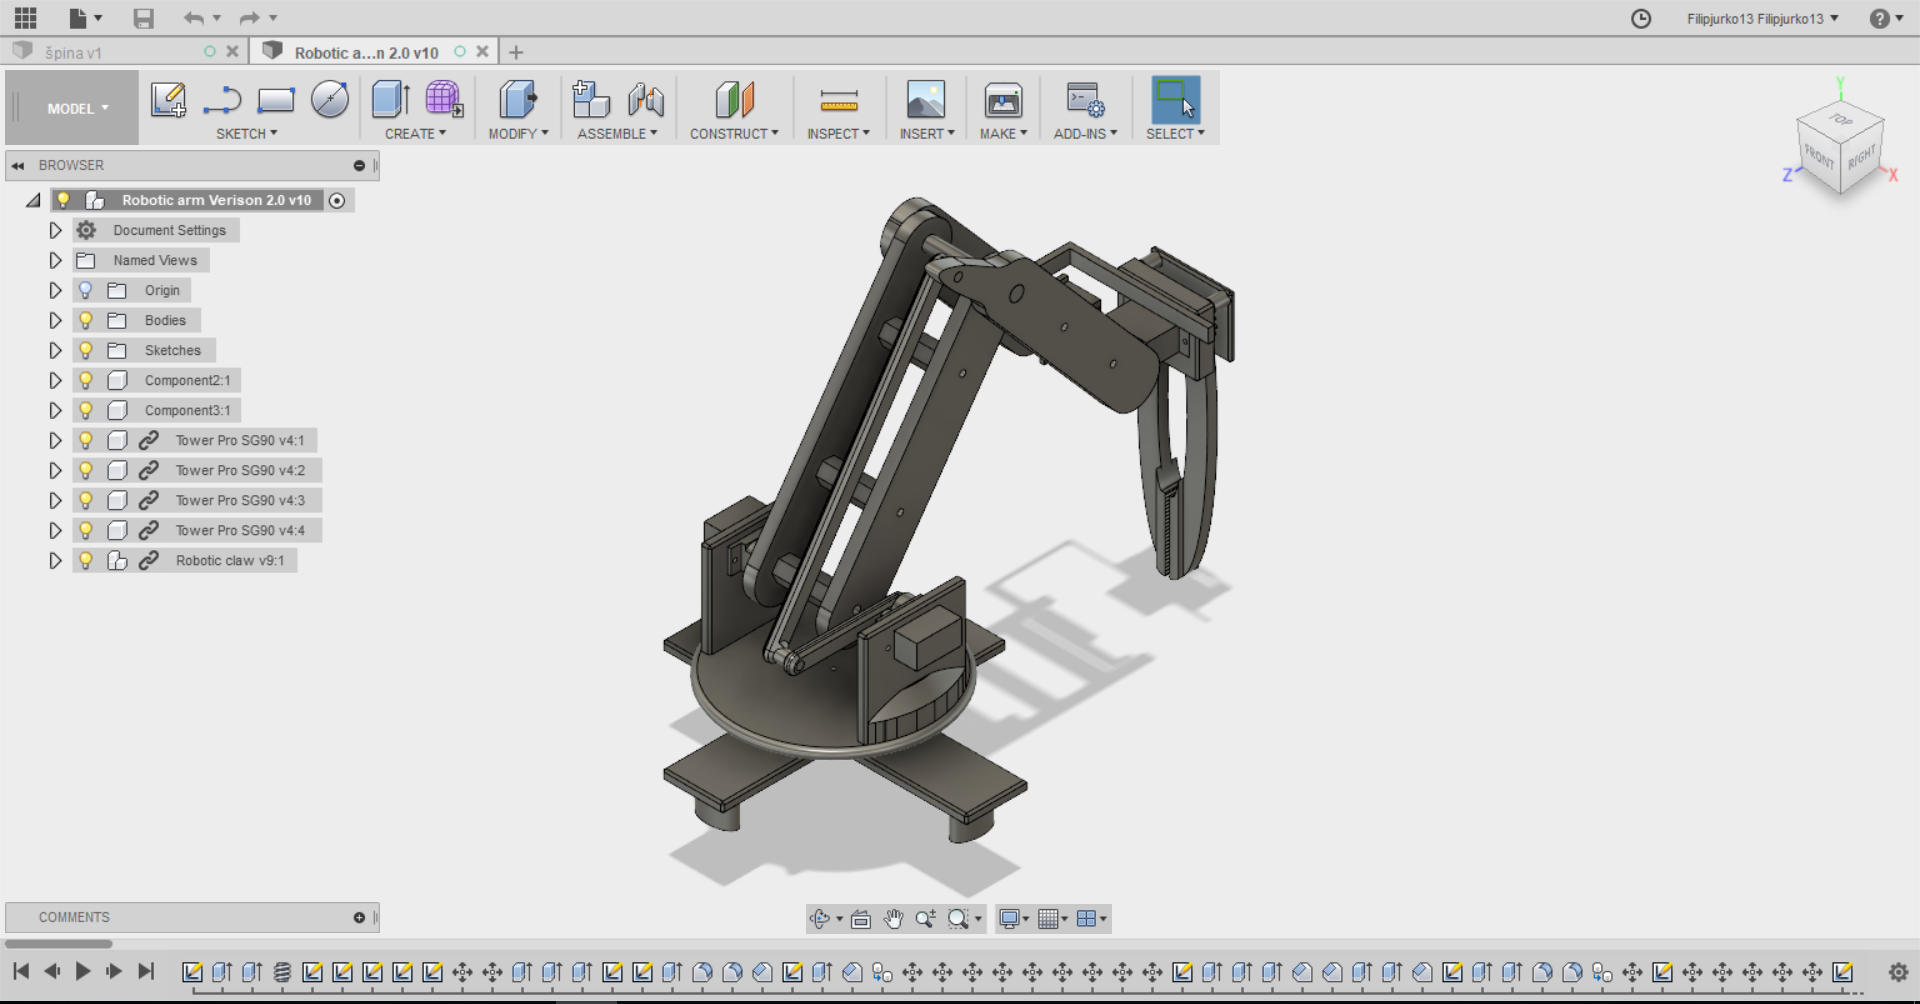 Filipjurko13 Filipjurko13
?
špina v1
Robotic a...n 2.0 v10
MODEL
SKETCH
CREATE
MODIFY
ASSEMBLE
CONSTRUCT
INSPECT
INSERT
MAKE
ADD-INS
SELECT
Y
TOP
FRONT
RIGHT
Z
X
BROWSER
Robotic arm Verison 2.0 v10
Document Settings
Named Views
Origin
Bodies
Sketches
Component2:1
Component3:1
Tower Pro SG90 v4:1
Tower Pro SG90 v4:2
Tower Pro SG90 v4:3
Tower Pro SG90 v4:4
Robotic claw v9:1
COMMENTS